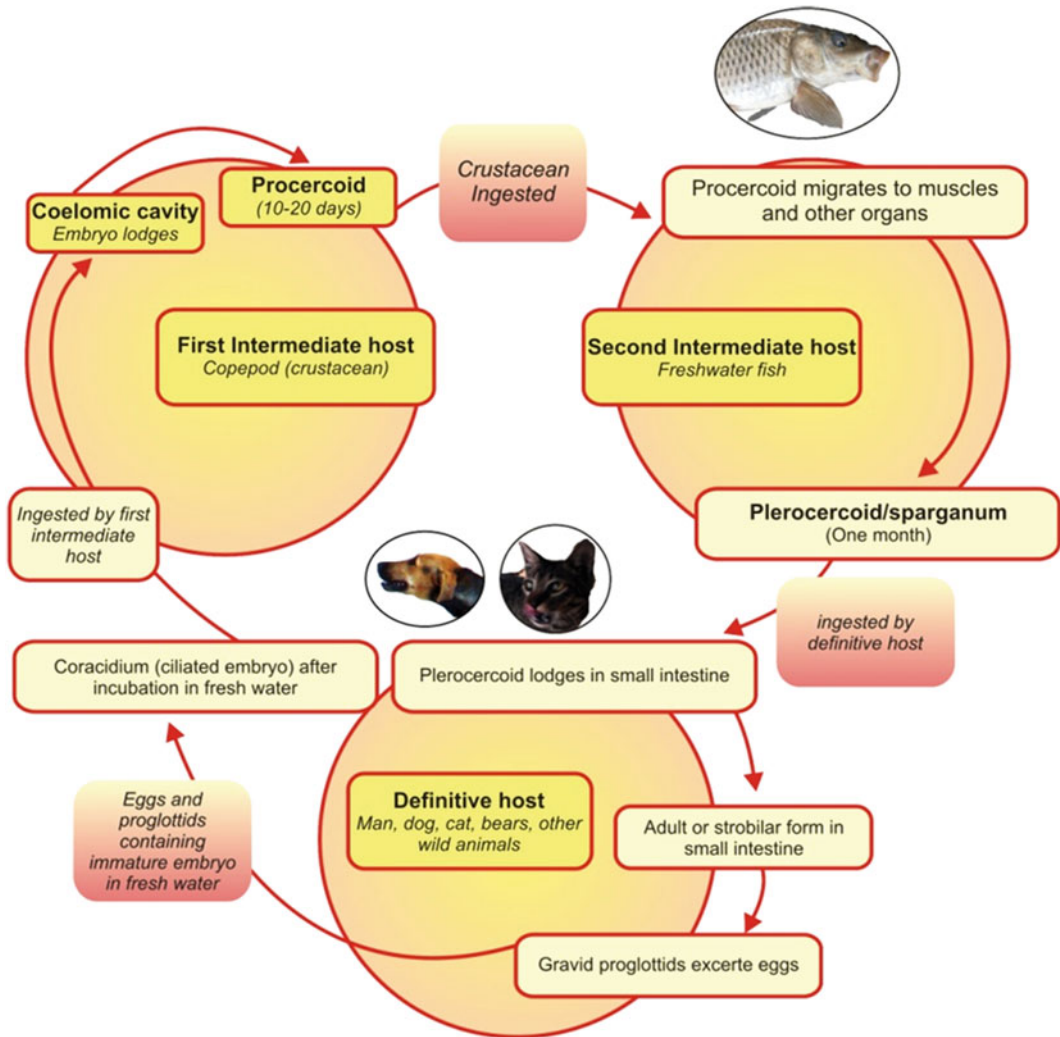 Procercoid
(10-20 days)
Coelomic cavity
Embryo lodges
Crustacean
Ingested
Procercoid migrates to muscles
and other organs
First Intermediate host
Copepod (crustacean)
Second Intermediate host
Freshwater fish
Ingested by first
intermediate
host
Plerocercoid/sparganum
(One month)
ingested by
definitive host
Coracidium (ciliated embryo) after
incubation in fresh water
Plerocercoid lodges in small intestine
Eggs and
proglottids
containing
immature embryo
in fresh water
Definitive host
Man, dog, cat, bears, other
wild animals
Adult or strobilar form in
small intestine
Gravid proglottids excerte eggs